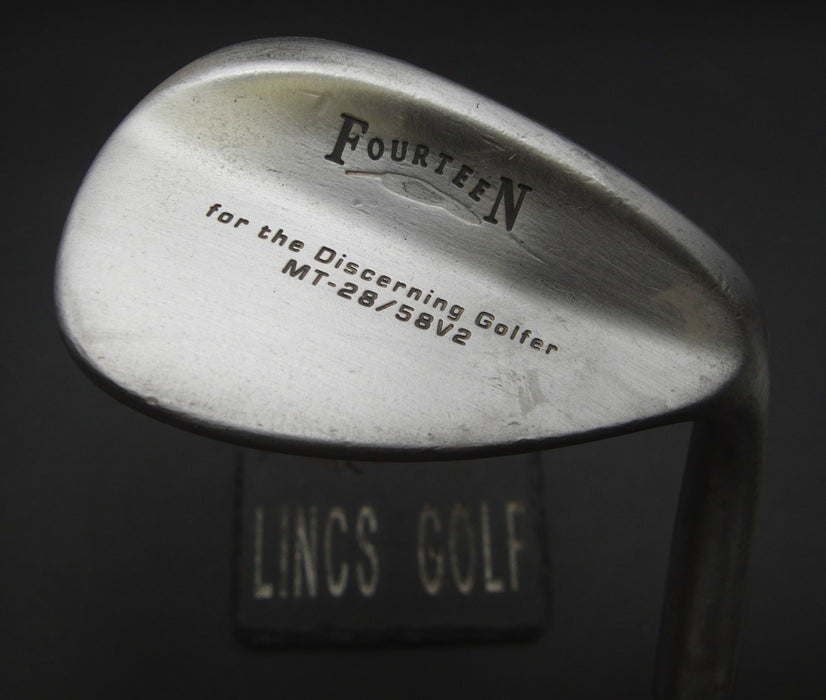 FOURTEEN
for the Discerning Golfer
MT-28/58V2
LINCS GOLF